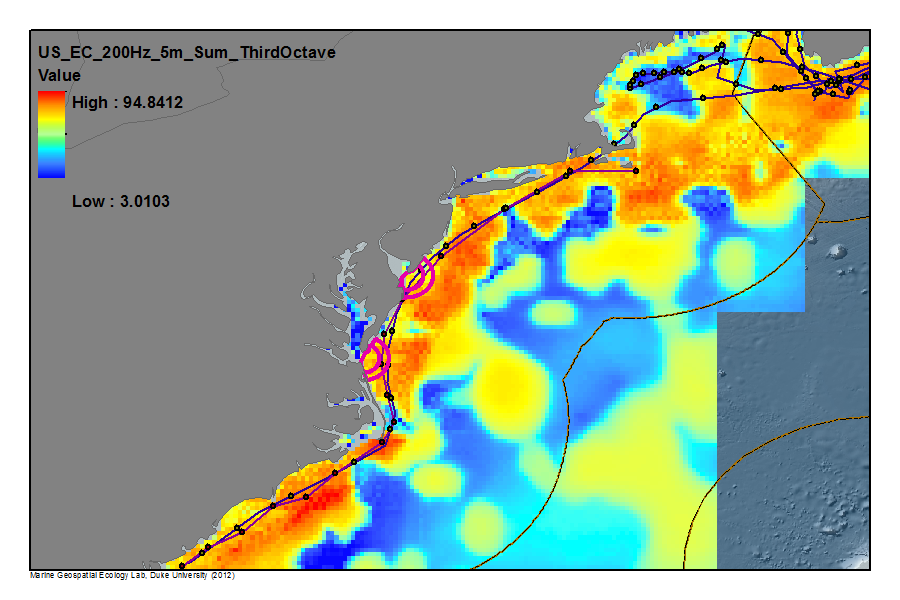 US_EC_200Hz_5m_Sum_ThirdOctave
Value
High : 94.8412
Low : 3.0103
Marine Geospatial Ecology Lab, Duke University (2012)